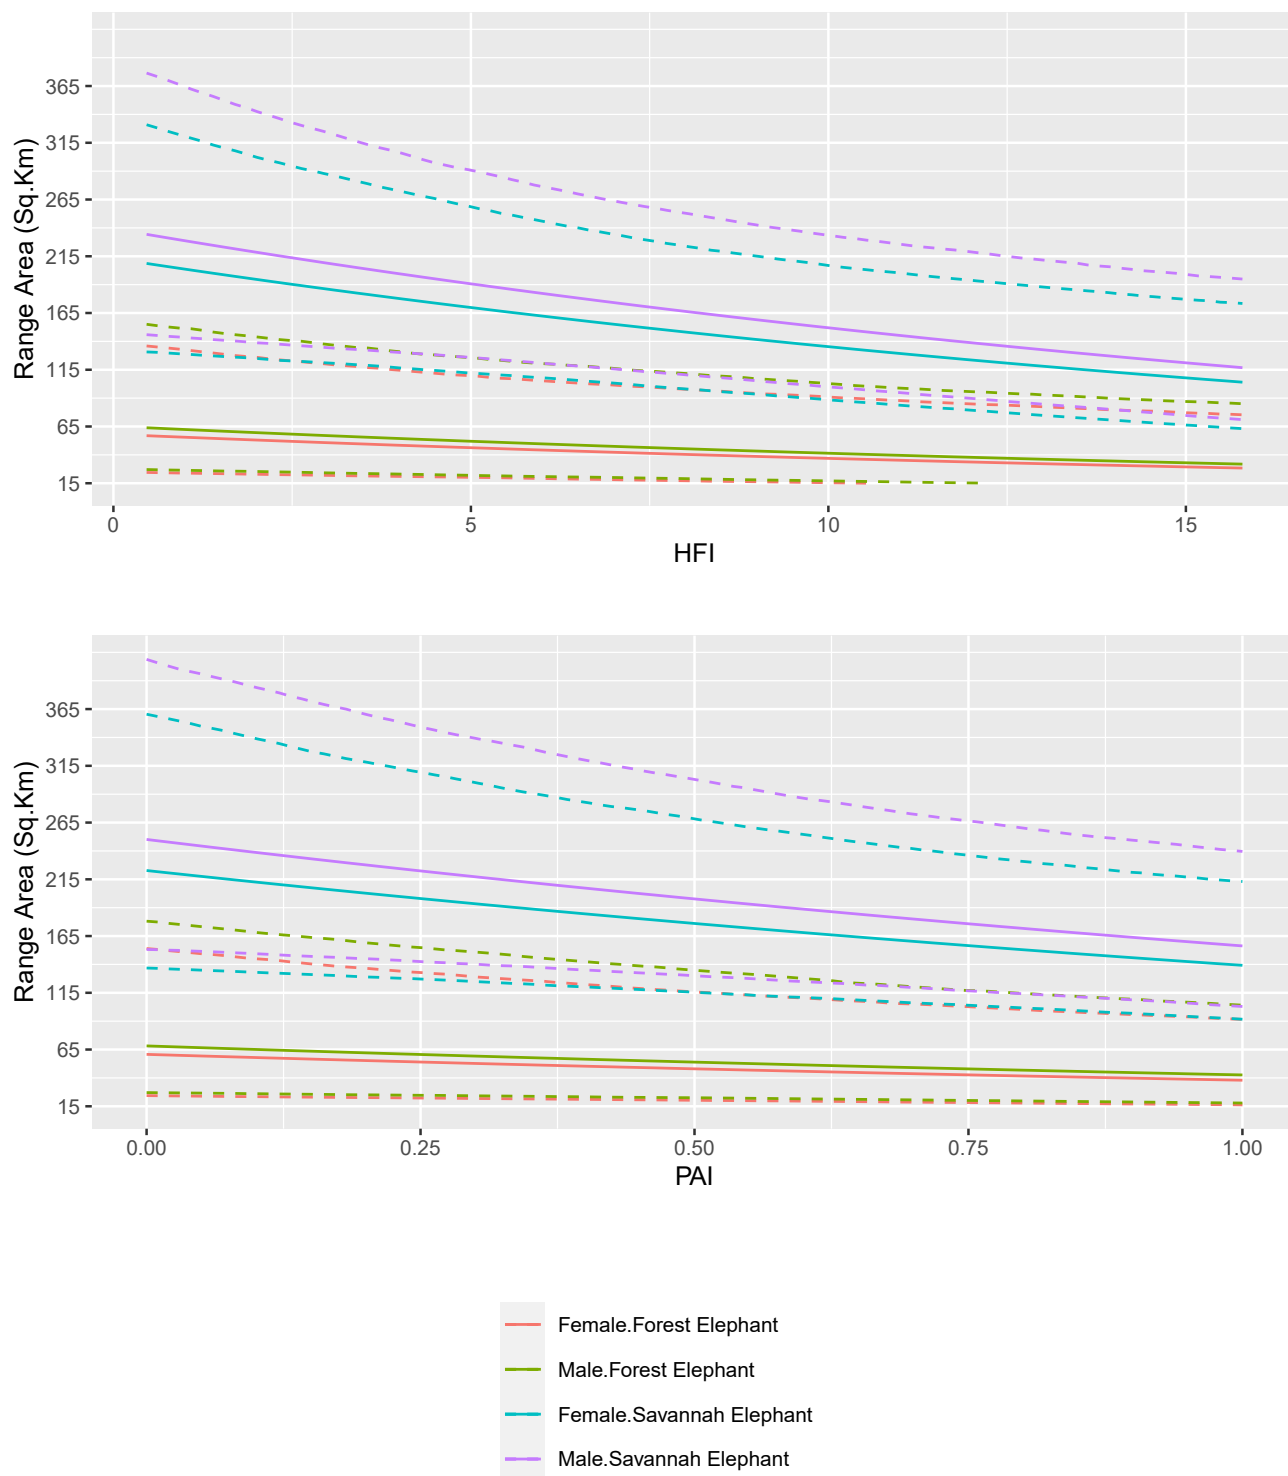 365
315
265
215
165
115
65
15
Range Area (Sq.Km)
0 5 10 15
HFI
365
315
265
215
165
115
65
15
Range Area (Sq.Km)
0.00 0.25 0.50 0.75 1.00
PAI
Female.Forest Elephant
Male.Forest Elephant
Female.Savannah Elephant
Male.Savannah Elephant